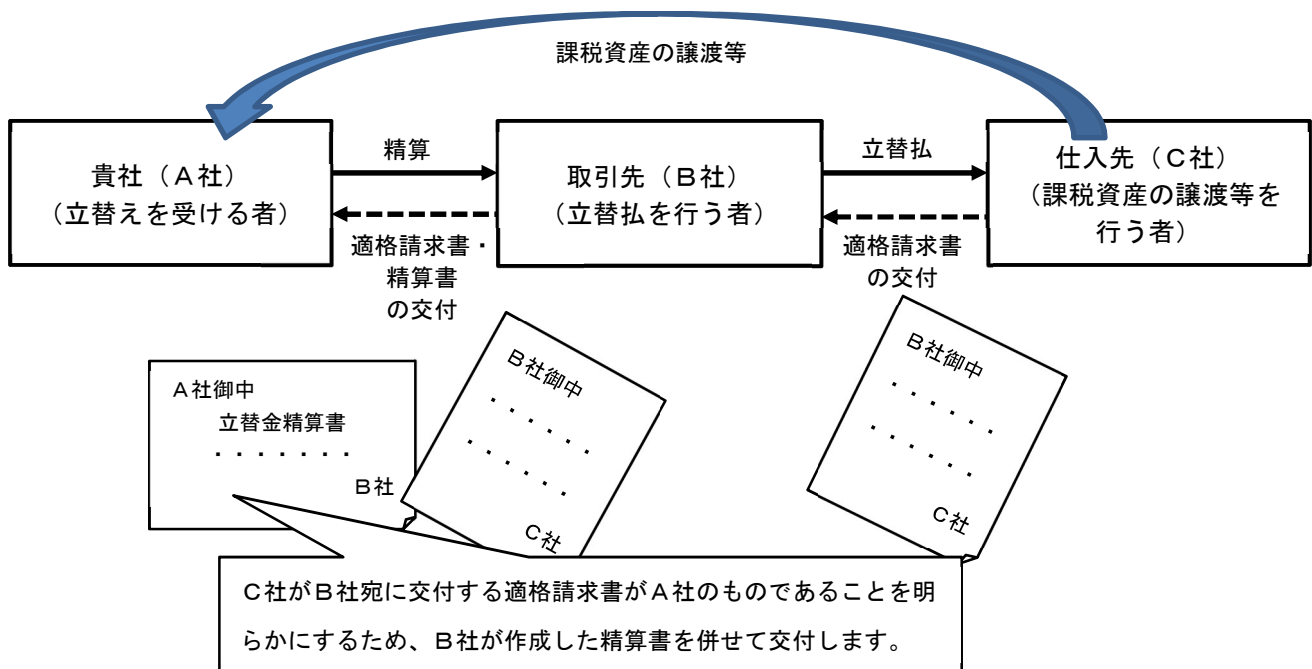 課税資産の譲渡等
貴社（Ａ社）
（立替えを受ける者）
精算
適格請求書・
精算書
の交付
取引先（Ｂ社）
（立替払を行う者）
立替払
適格請求書
の交付
仕入先（Ｃ社）
（課税資産の譲渡等を
行う者）
Ａ社御中
立替金精算書
・・・・・・・
Ｂ社
Ｂ社御中
・・・・・・
・・・・・・
Ｃ社
Ｂ社御中
・・・・・・
・・・・・・
Ｃ社
Ｃ社がＢ社宛に交付する適格請求書がＡ社のものであることを明
らかにするため、Ｂ社が作成した精算書を併せて交付します。